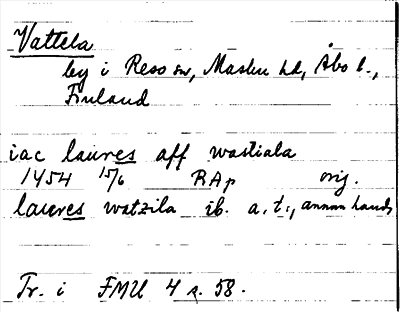 Vattela
by i Reso sn, Masku hd, Åbo l.,
Finland
iac laures aff wastiala
1454 15/6 RAp orig.
laures watzila ib. a. t., annan hand,
Tr. i FMU 4 s. 58.